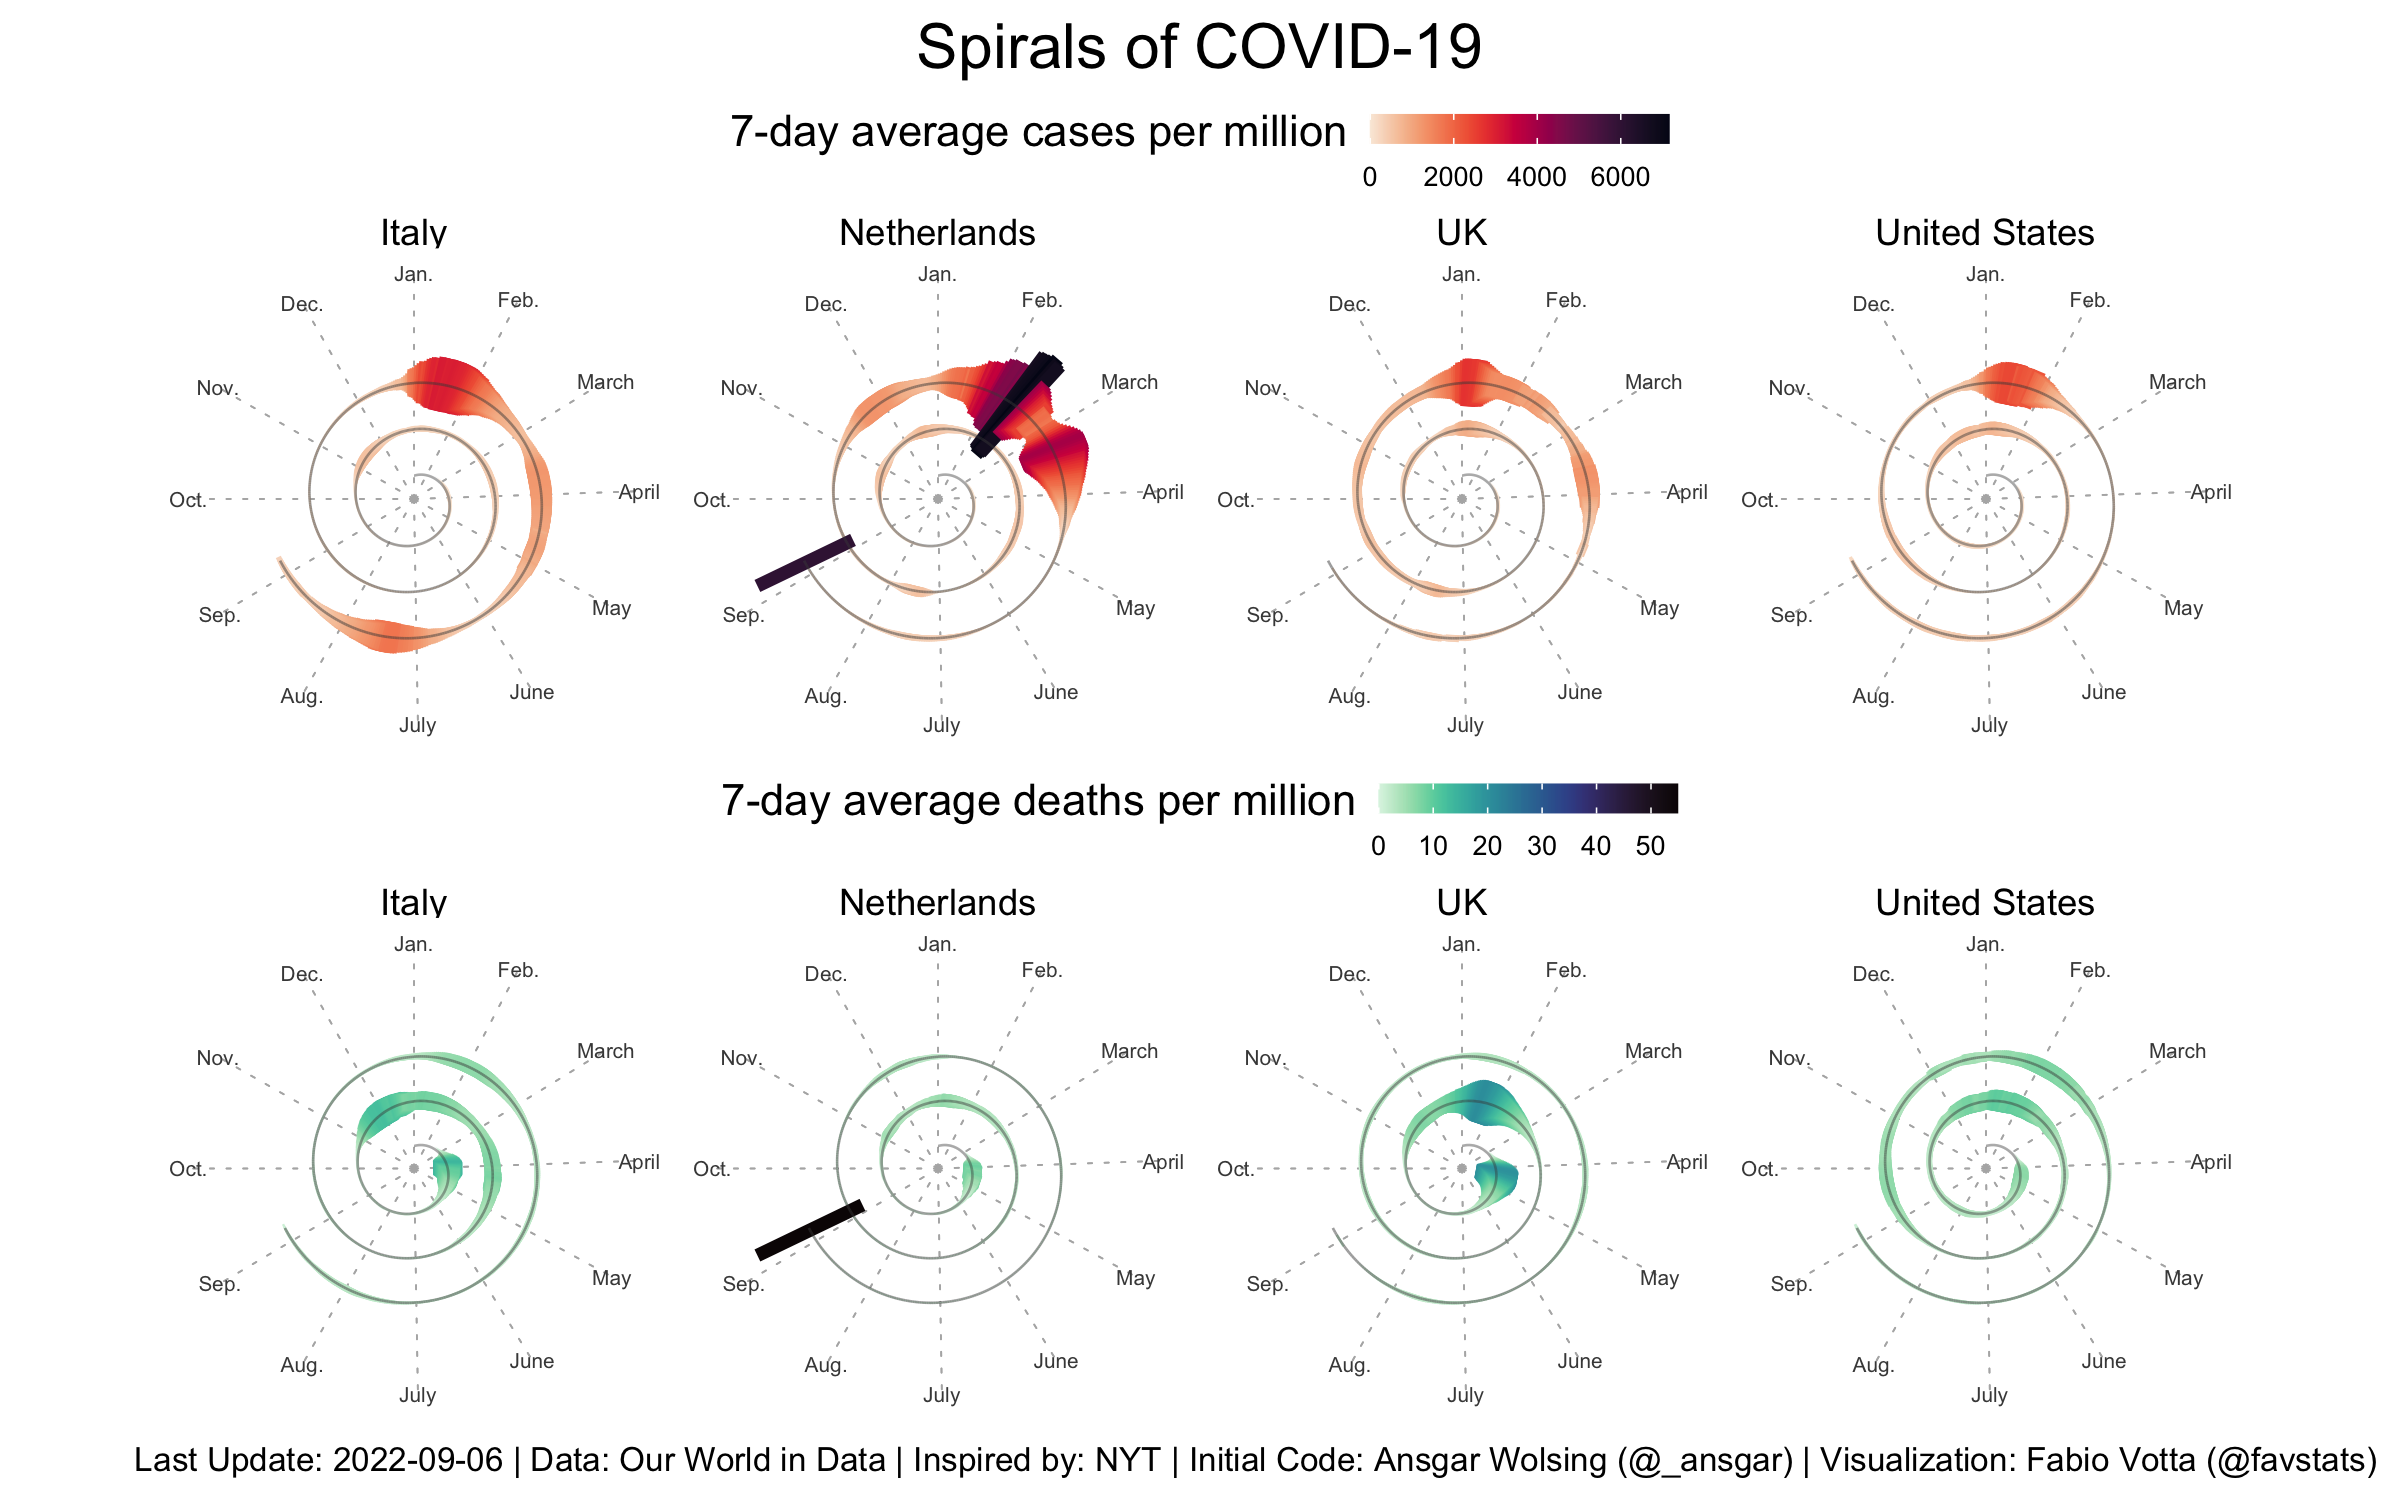 Spirals of COVID-19
7-day average cases per million
0 2000 4000 6000
Italy
Jan.
Feb.
March
April
May
June
July
Aug.
Sep.
Oct.
Nov.
Dec.
Netherlands
Jan.
Feb.
March
April
May
June
July
Aug.
Sep.
Oct.
Nov.
Dec.
UK
Jan.
Feb.
March
April
May
June
July
Aug.
Sep.
Oct.
Nov.
Dec.
United States
Jan.
Feb.
March
April
May
June
July
Aug.
Sep.
Oct.
Nov.
Dec.
7-day average deaths per million
0 10 20 30 40 50
Italy
Jan.
Feb.
March
April
May
June
July
Aug.
Sep.
Oct.
Nov.
Dec.
Netherlands
Jan.
Feb.
March
April
May
June
July
Aug.
Sep.
Oct.
Nov.
Dec.
UK
Jan.
Feb.
March
April
May
June
July
Aug.
Sep.
Oct.
Nov.
Dec.
United States
Jan.
Feb.
March
April
May
June
July
Aug.
Sep.
Oct.
Nov.
Dec.
Last Update: 2022-09-06 | Data: Our World in Data | Inspired by: NYT | Initial Code: Ansgar Wolsing (@_ansgar) | Visualization: Fabio Votta (@favstats)